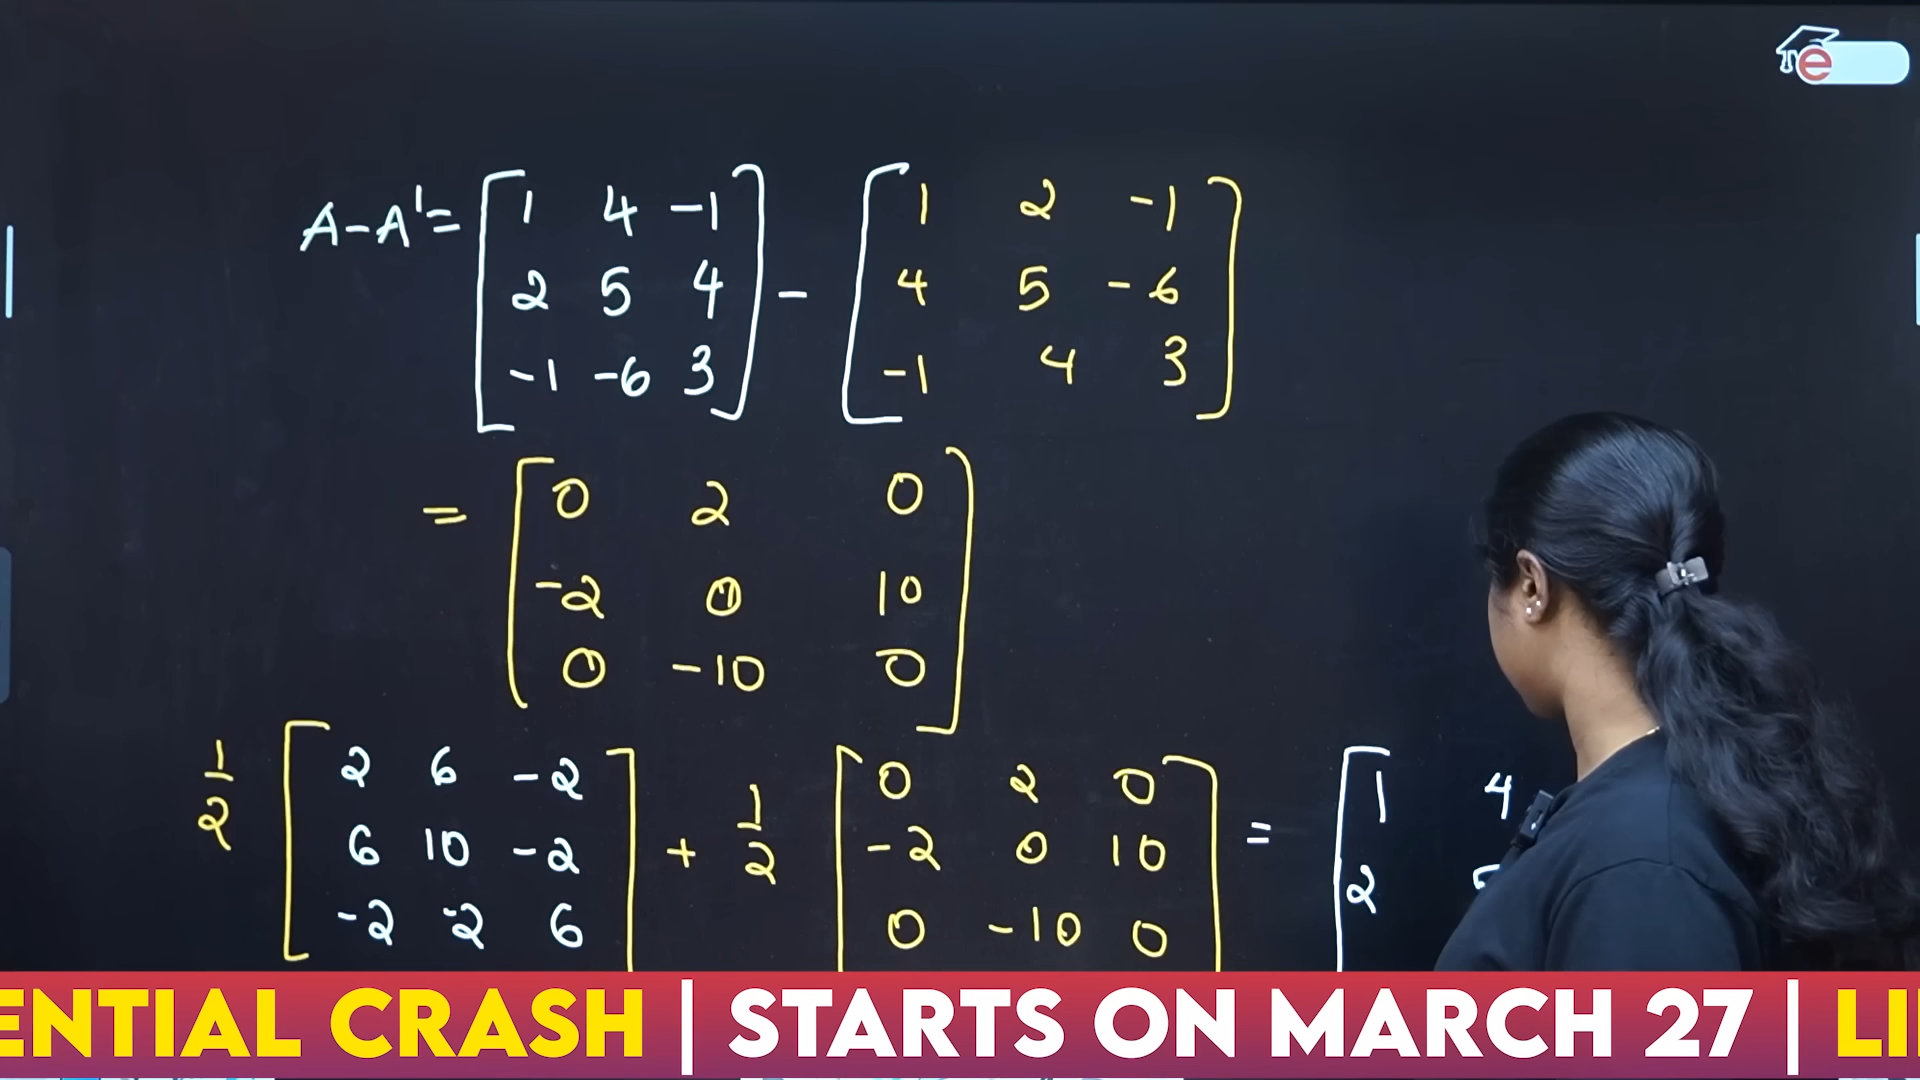 e
A-A' = [1 4 -1] - [1 2 -1]
[2 5 4] [4 5 -6]
[-1 -6 3] [-1 4 3]
= [0 2 0]
[-2 0 10]
[0 -10 0]
1/2 [2 6 -2] + 1/2 [0 2 0] = [1 4
[6 10 -2] [-2 0 10] [2
[-2 -2 6] [0 -10 0]
ENTIAL CRASH | STARTS ON MARCH 27 | LI